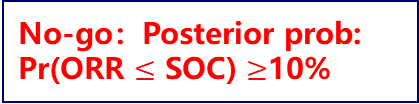 No-go: Posterior prob:
Pr(ORR ≤ SOC) ≥10%